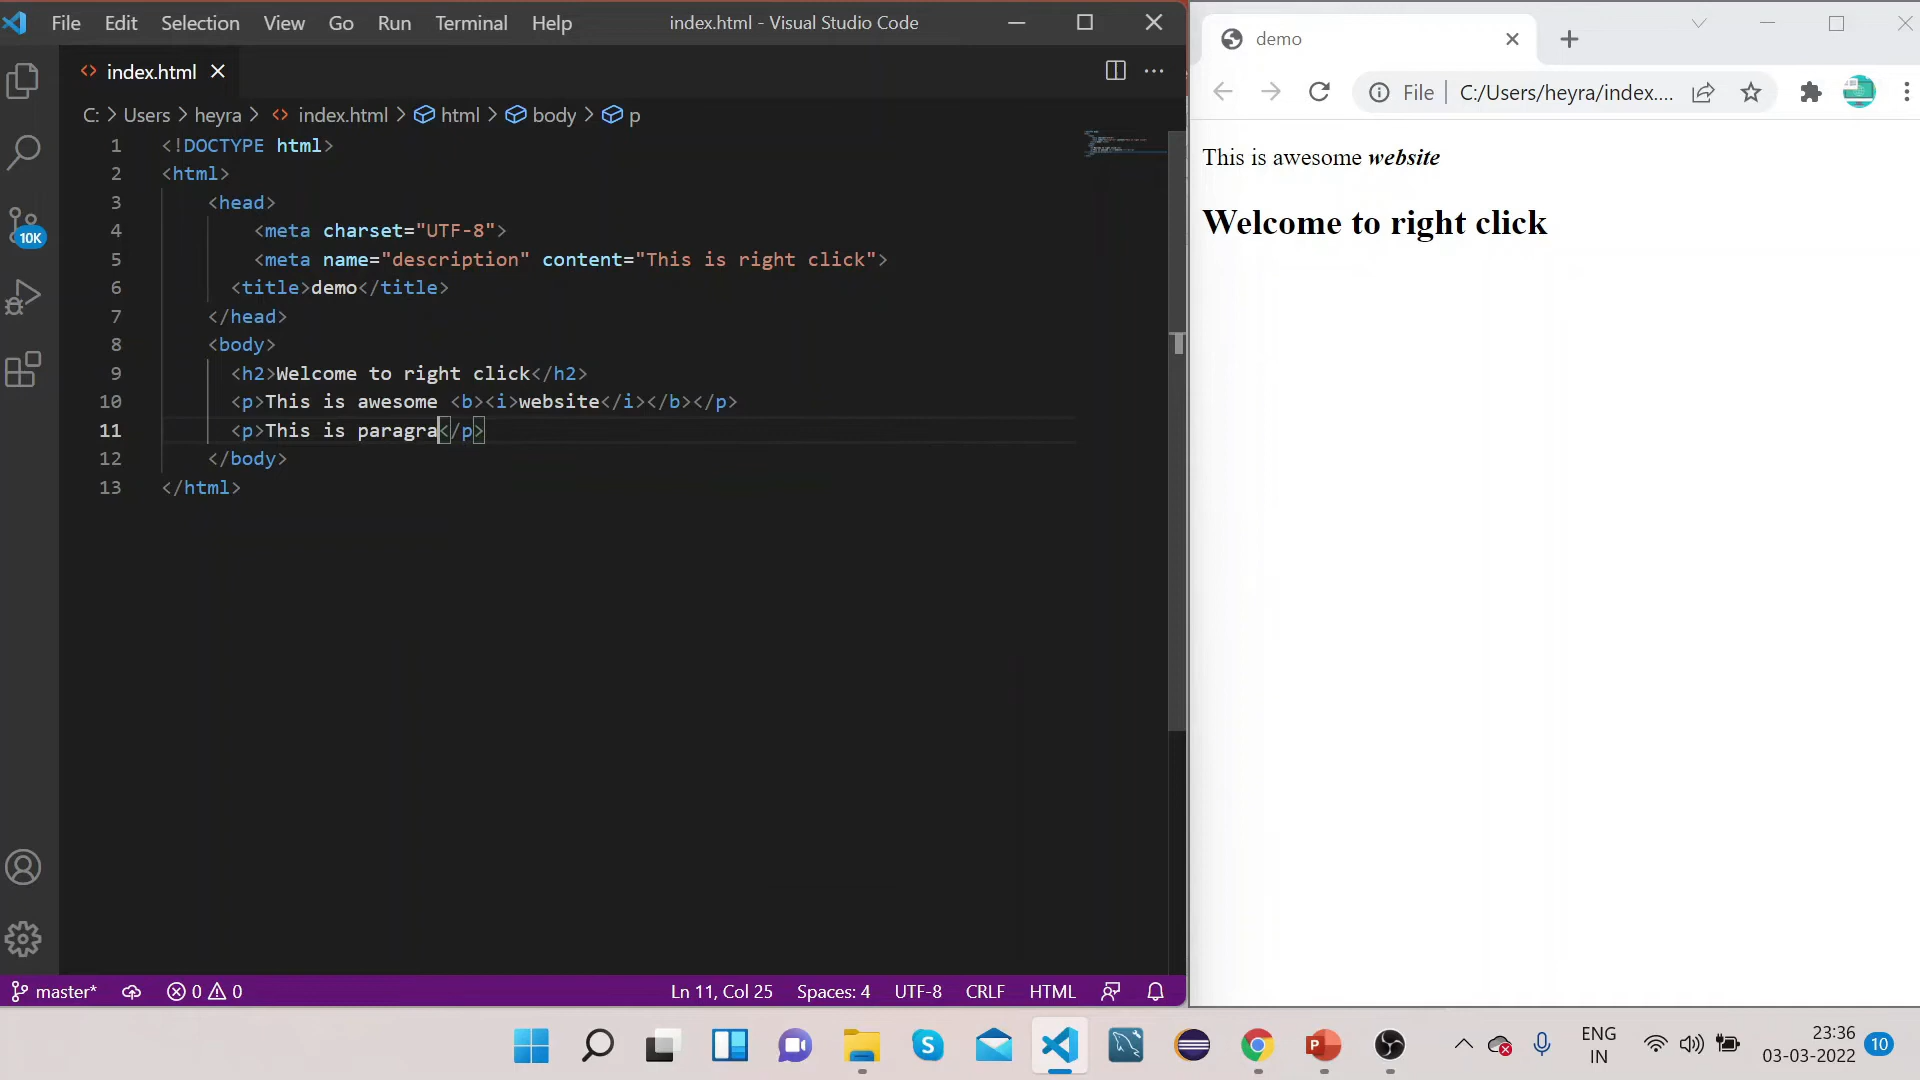 File Edit Selection View Go Run Terminal Help index.html - Visual Studio Code
index.html
C: > Users > heyra > index.html > html > body > p
1 <!DOCTYPE html>
2 <html>
3 <head>
4 <meta charset="UTF-8">
5 <meta name="description" content="This is right click">
6 <title>demo</title>
7 </head>
8 <body>
9 <h2>Welcome to right click</h2>
10 <p>This is awesome <b><i>website</i></b></p>
11 <p>This is paragra</p>
12 </body>
13 </html>
10K
master* 0 0 Ln 11, Col 25 Spaces: 4 UTF-8 CRLF HTML
demo
File C:/Users/heyra/index....
This is awesome website
Welcome to right click
ENG
IN
23:36
03-03-2022
10